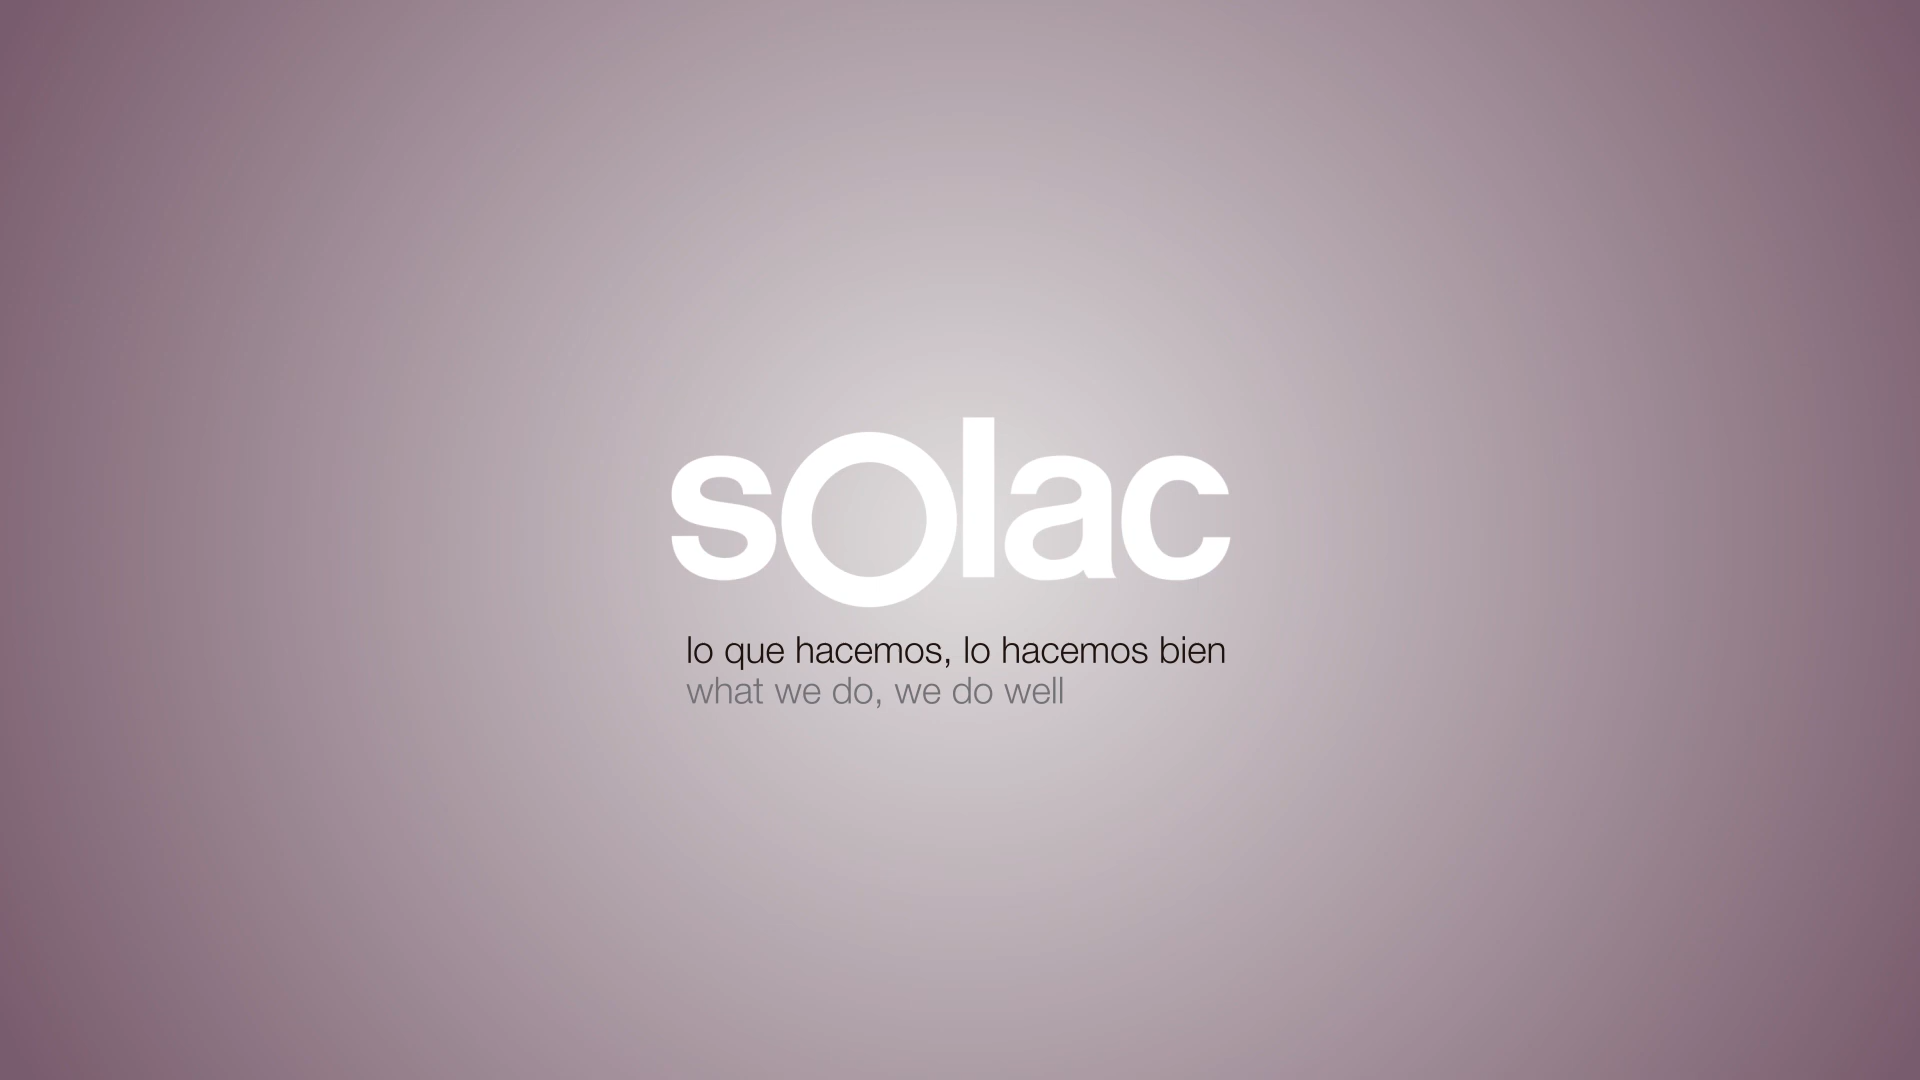 solac
lo que hacemos, lo hacemos bien
what we do, we do well